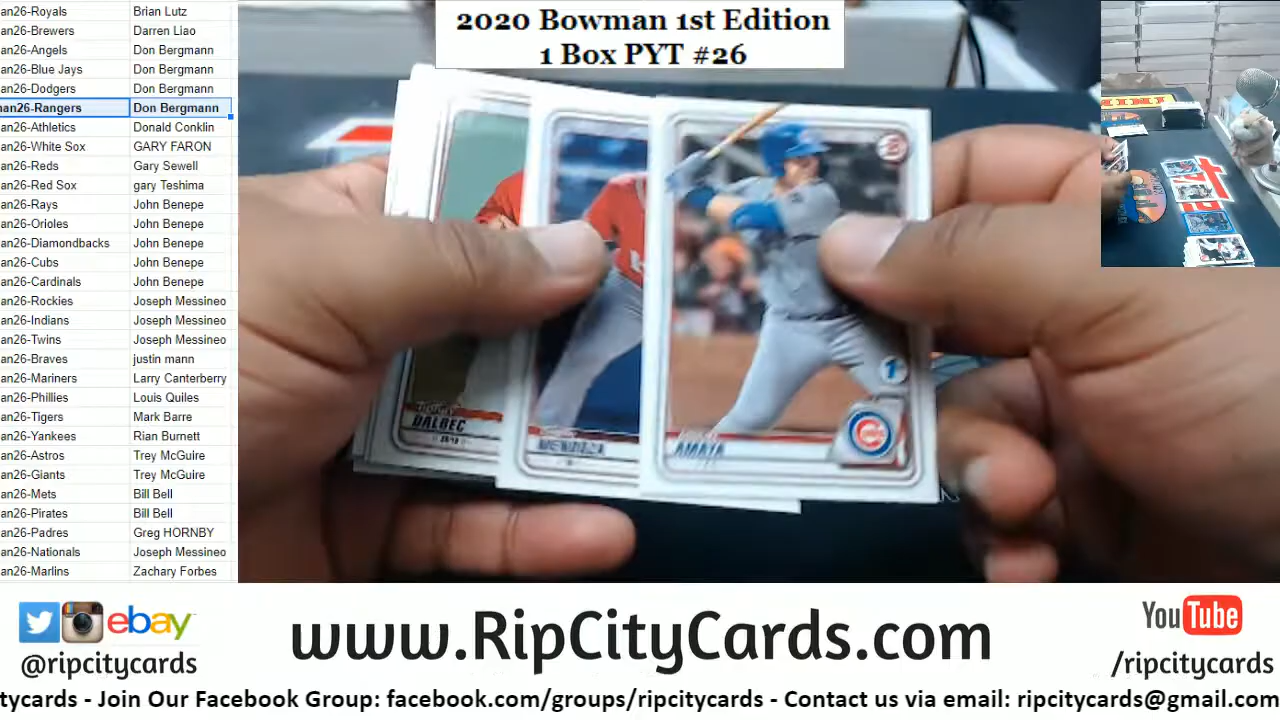 2020 Bowman 1st Edition
1 Box PYT #26
an26-Royals Brian Lutz
an26-Brewers Darren Liao
an26-Angels Don Bergmann
an26-Blue Jays Don Bergmann
an26-Dodgers Don Bergmann
nan26-Rangers Don Bergmann
an26-Athletics Donald Conklin
an26-White Sox GARY FARON
an26-Reds Gary Sewell
an26-Red Sox gary Teshima
an26-Rays John Benepe
an26-Orioles John Benepe
an26-Diamondbacks John Benepe
an26-Cubs John Benepe
an26-Cardinals John Benepe
an26-Rockies Joseph Messineo
an26-Indians Joseph Messineo
an26-Twins Joseph Messineo
an26-Braves justin mann
an26-Mariners Larry Canterberry
an26-Phillies Louis Quiles
an26-Tigers Mark Barre
an26-Yankees Rian Burnett
an26-Astros Trey McGuire
an26-Giants Trey McGuire
an26-Mets Bill Bell
an26-Pirates Bill Bell
an26-Padres Greg HORNBY
an26-Nationals Joseph Messineo
an26-Marlins Zachary Forbes
DALBEC
MENDOZA
AMAYA
1
ebay
@ripcitycards
www.RipCityCards.com
YouTube
/ripcitycards
tycards - Join Our Facebook Group: facebook.com/groups/ripcitycards - Contact us via email: ripcitycards@gmail.com